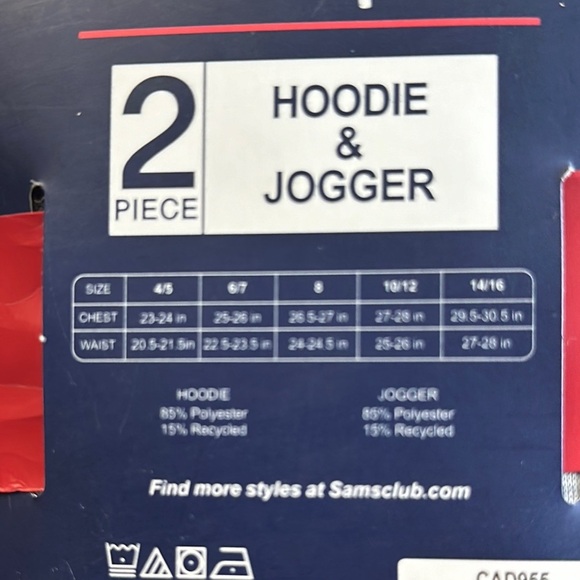 2
PIECE
HOODIE
&
JOGGER
SIZE 4/5 6/7 8 10/12 14/16
CHEST 23-24 in 25-26 in 26.5-27 in 27-28 in 29.5-30.5 in
WAIST 20.5-21.5in 22.5-23.5 in 24-24.5 in 25-26 in 27-28 in
HOODIE
85% Polyester
15% Recycled
JOGGER
85% Polyester
15% Recycled
Find more styles at Samsclub.com